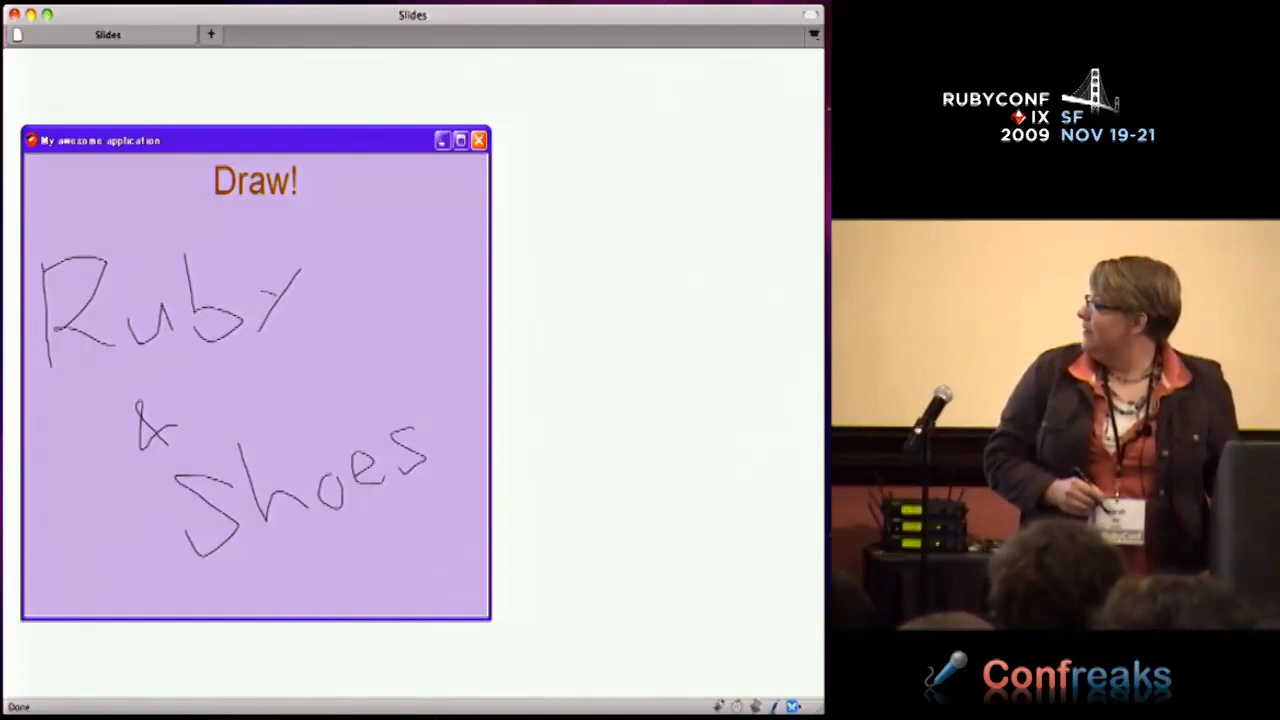 Slides
Slides
+
My awesome application
Draw!
Ruby
&
Shoes
Done
RUBYCONF
IX SF
2009 NOV 19-21
Confreaks